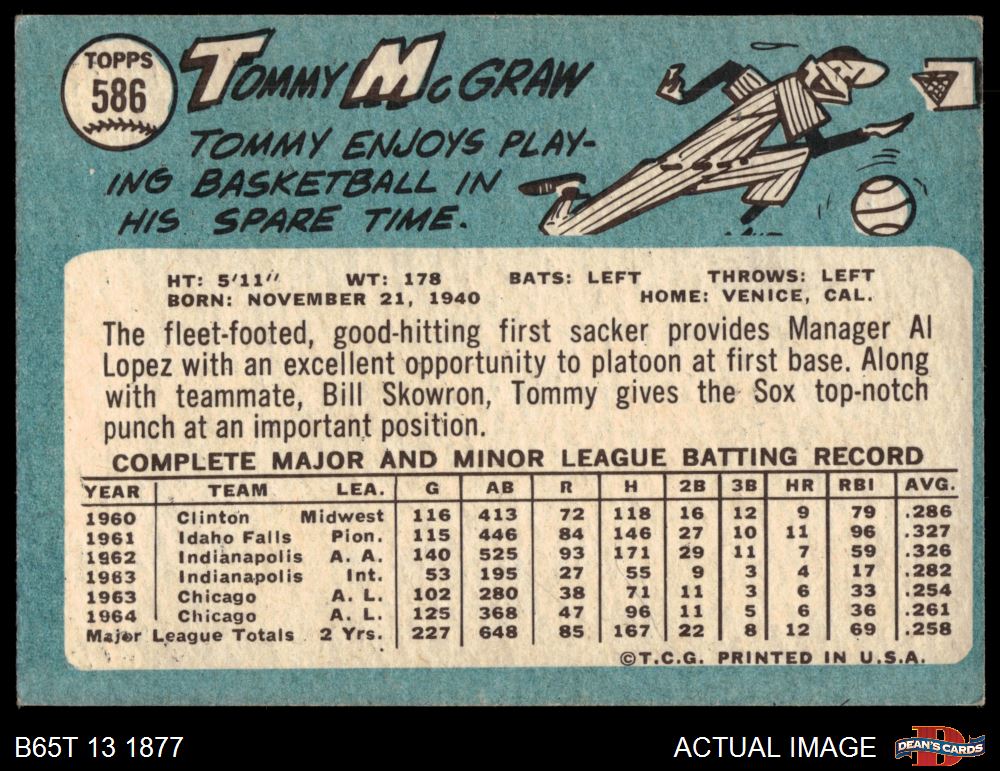 TOPPS
586
TOMMY McGRAW
TOMMY ENJOYS PLAY-
ING BASKETBALL IN
HIS SPARE TIME.
HT: 5'11" WT: 178 BATS: LEFT THROWS: LEFT
BORN: NOVEMBER 21, 1940 HOME: VENICE, CAL.
The fleet-footed, good-hitting first sacker provides Manager Al
Lopez with an excellent opportunity to platoon at first base. Along
with teammate, Bill Skowron, Tommy gives the Sox top-notch
punch at an important position.
COMPLETE MAJOR AND MINOR LEAGUE BATTING RECORD
YEAR TEAM LEA. G AB R H 2B 3B HR RBI AVG.
1960 Clinton Midwest 116 413 72 118 16 12 9 79 .286
1961 Idaho Falls Pion. 115 446 84 146 27 10 11 96 .327
1962 Indianapolis A. A. 140 525 93 171 29 11 7 59 .326
1963 Indianapolis Int. 53 195 27 55 9 3 4 17 .282
1963 Chicago A. L. 102 280 38 71 11 3 6 33 .254
1964 Chicago A. L. 125 368 47 96 11 5 6 36 .261
Major League Totals 2 Yrs. 227 648 85 167 22 8 12 69 .258
©T.C.G. PRINTED IN U.S.A.
B65T 13 1877 ACTUAL IMAGE DEAN'S CARDS